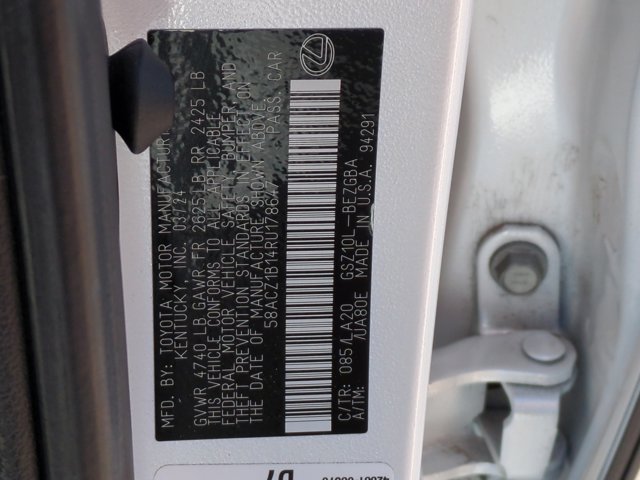 MFD. BY: TOYOTA MOTOR MANUFACTUR
KENTUCKY, INC. 03/2
GVWR 4740 LB GAWR FR 2625 LB RR 2425 LB
THIS VEHICLE CONFORMS TO ALL APPLICABLE
FEDERAL MOTOR VEHICLE SAFETY, BUMPER, AND
THEFT PREVENTION STANDARDS IN EFFECT ON
THE DATE OF MANUFACTURE SHOWN ABOVE.
58ACZ1B14RU178647 PASS. CAR
C/TR: 085/LA20 GSZ10L-BEZGBA
A/TM: /UA80E MADE IN U.S.A. 94291